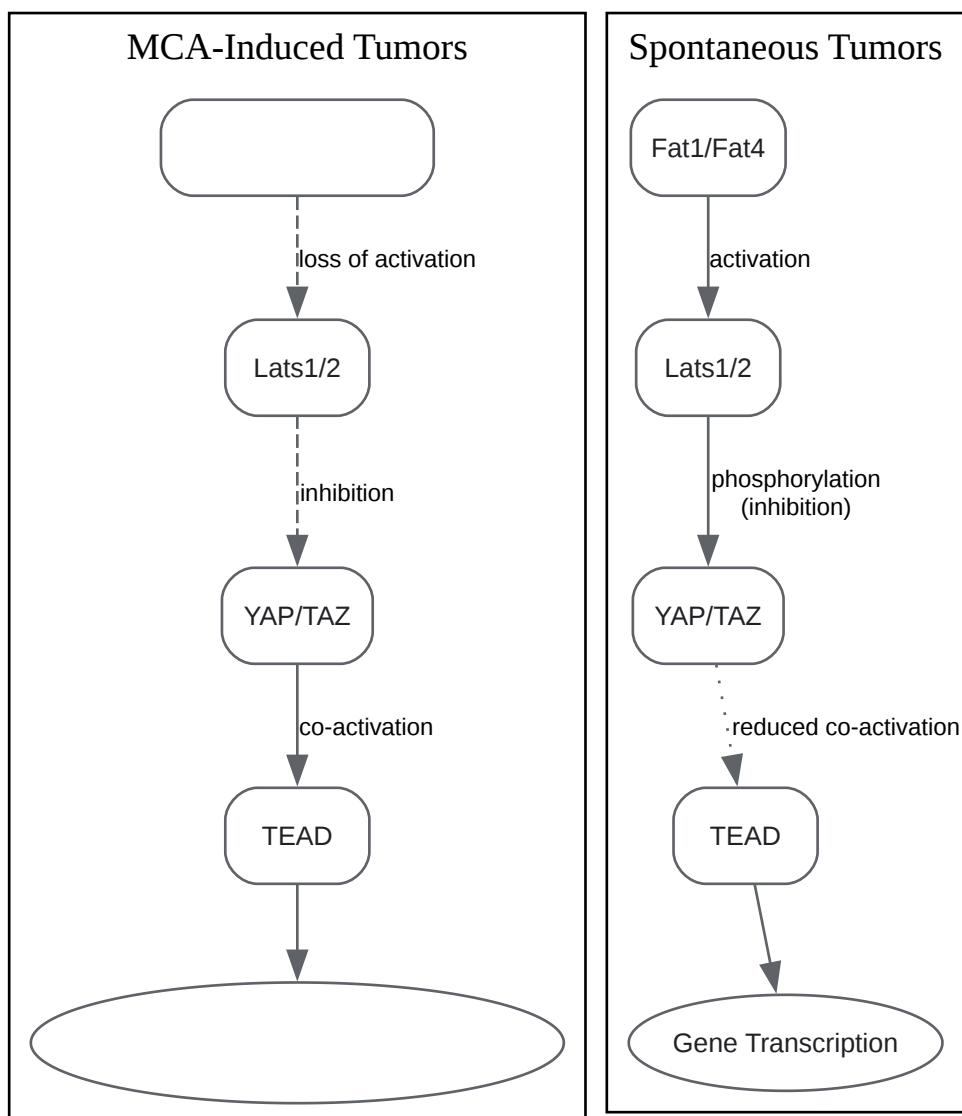 MCA-Induced Tumors
loss of activation
Lats1/2
inhibition
YAP/TAZ
co-activation
TEAD
Spontaneous Tumors
Fat1/Fat4
activation
Lats1/2
phosphorylation
(inhibition)
YAP/TAZ
reduced co-activation
TEAD
Gene Transcription